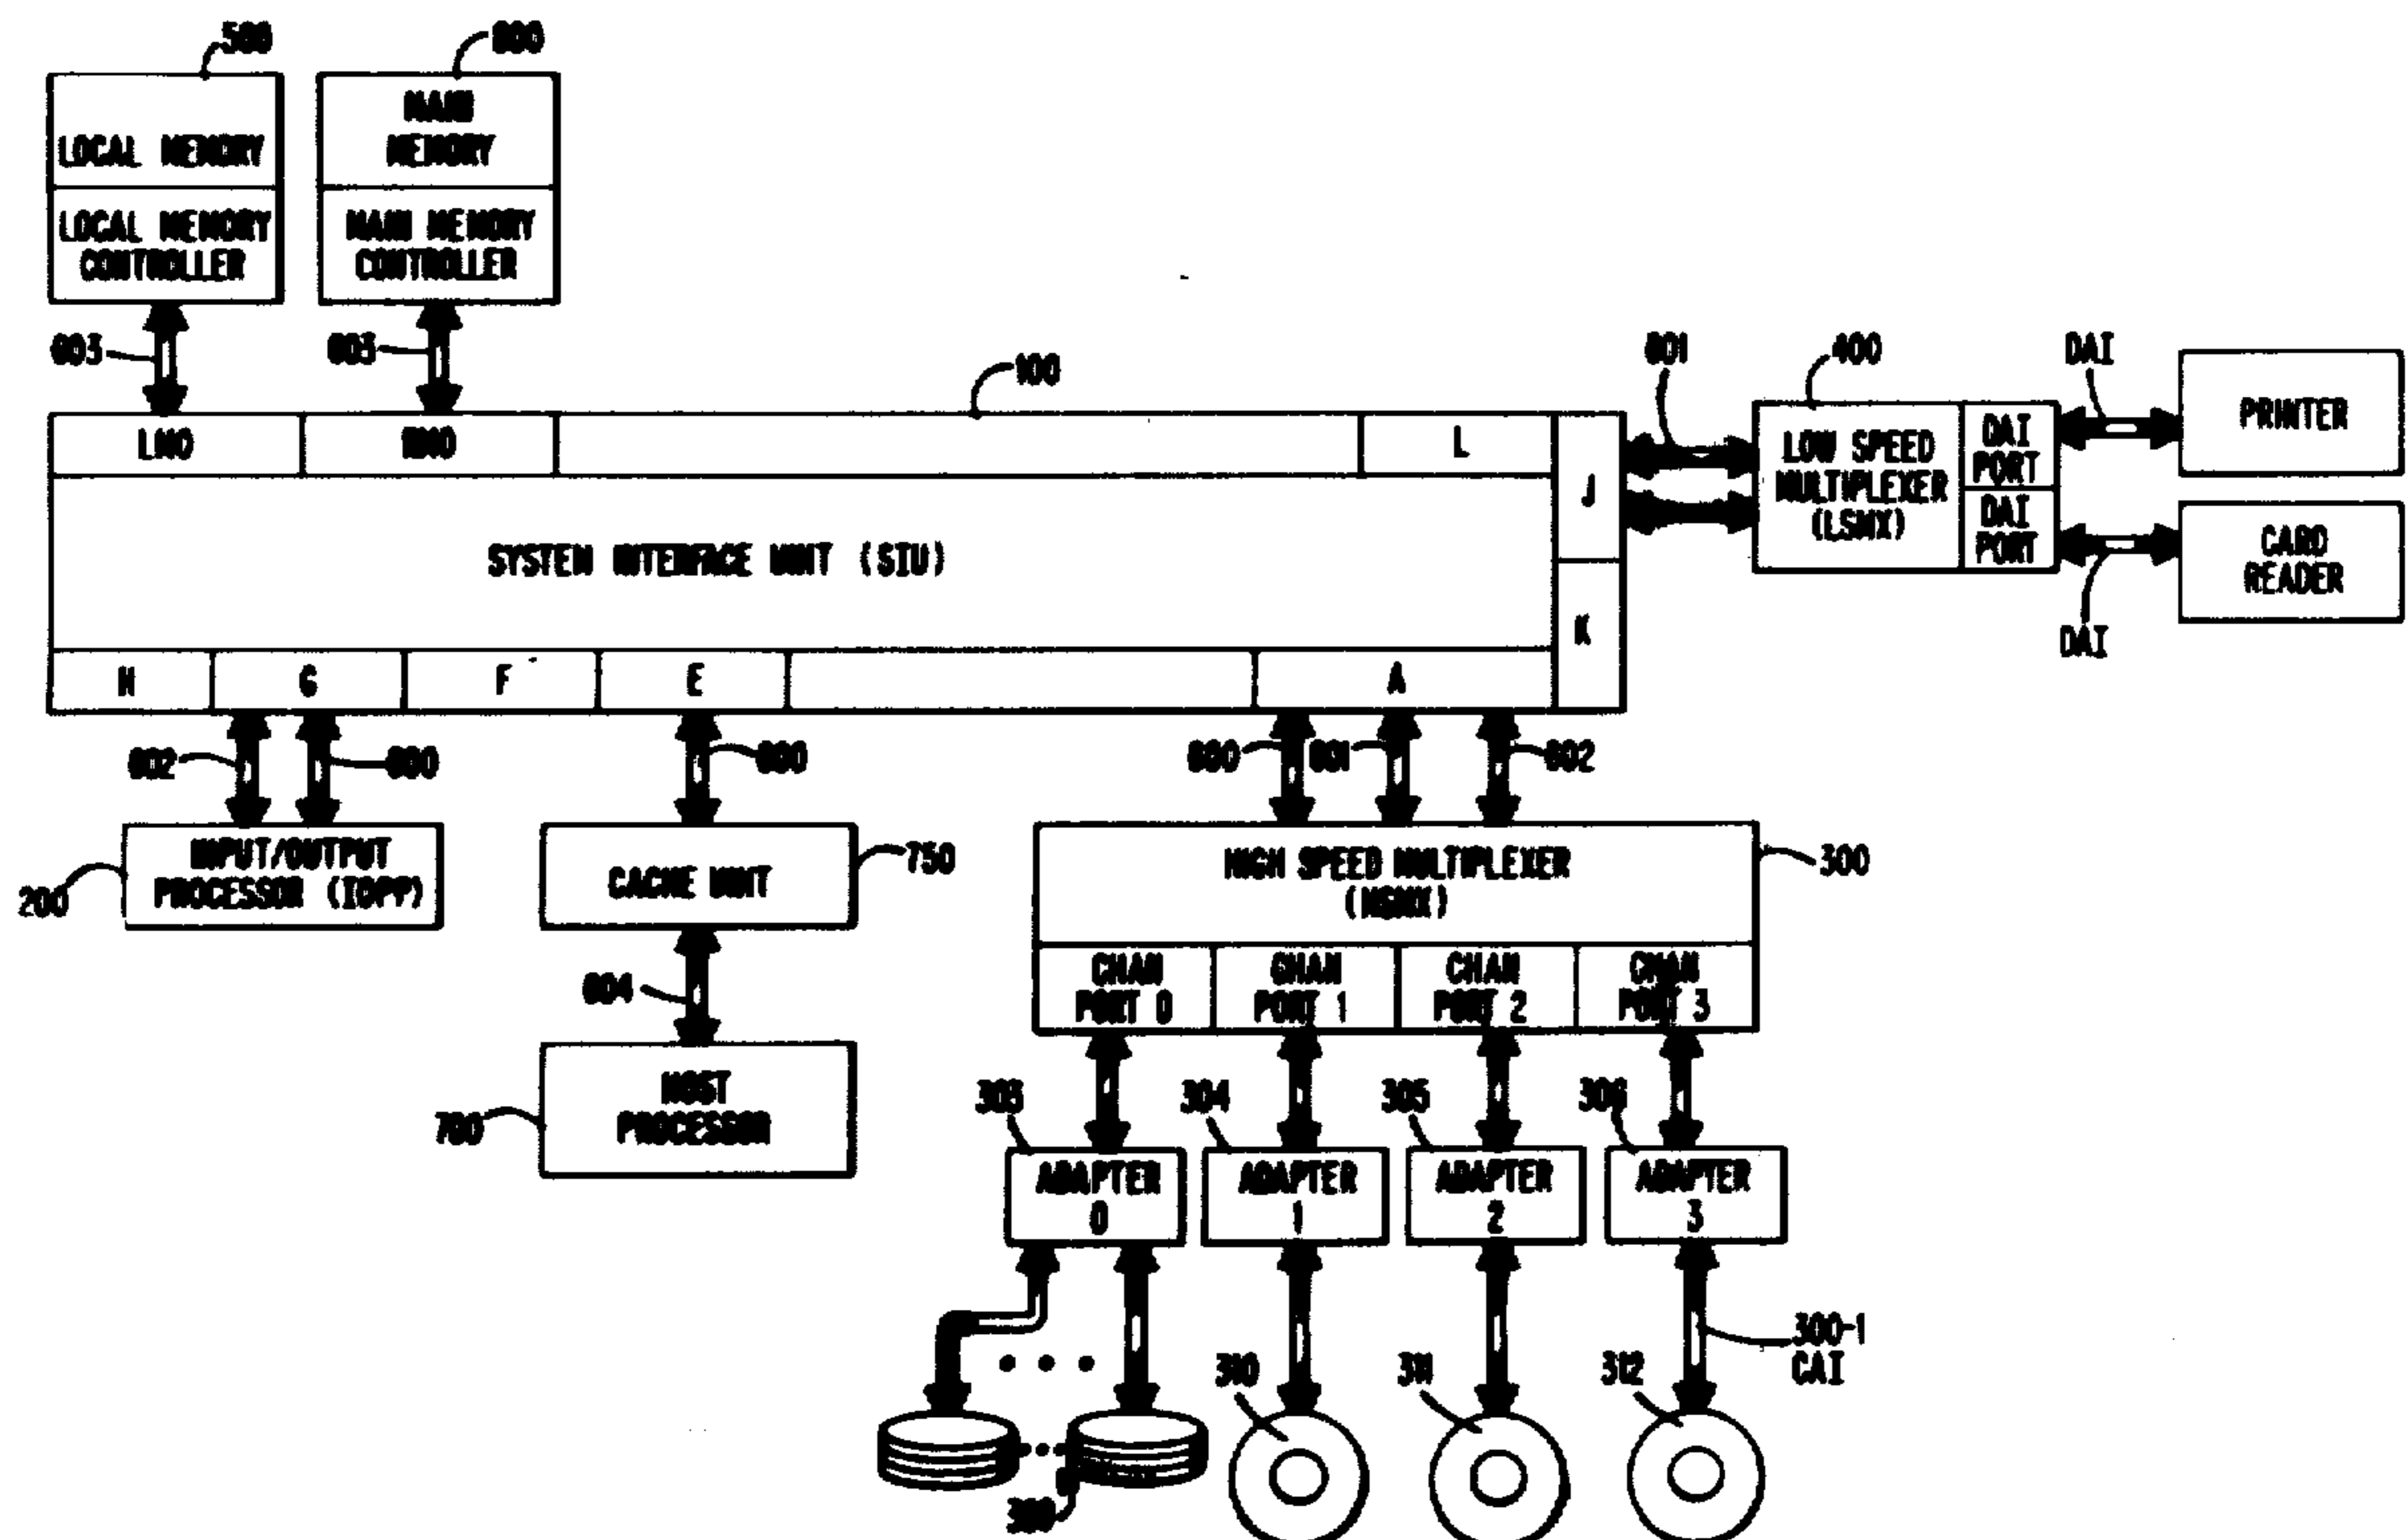 500
LOCAL MEMORY
LOCAL MEMORY
CONTROLLER
MAIN
MEMORY
MAIN MEMORY
CONTROLLER
603
603
100
LMO
RMO
L
J
K
SYSTEM INTERFACE UNIT (SIU)
H
G
F
E
A
601
400
LOW SPEED
MULTIPLEXER
(LSMX)
DAI
PORT
DAI
PORT
DAI
PRINTER
CARD
READER
DAI
602
600
600
600
601
602
200
INPUT/OUTPUT
PROCESSOR (IOPP)
CACHE UNIT
750
604
700
HOST
PROCESSOR
HIGH SPEED MULTIPLEXER
(HSMX)
300
CHAN
PORT 0
CHAN
PORT 1
CHAN
PORT 2
CHAN
PORT 3
303
304
305
306
ADAPTER
0
ADAPTER
1
ADAPTER
2
ADAPTER
3
300-1
CAI
310
311
312